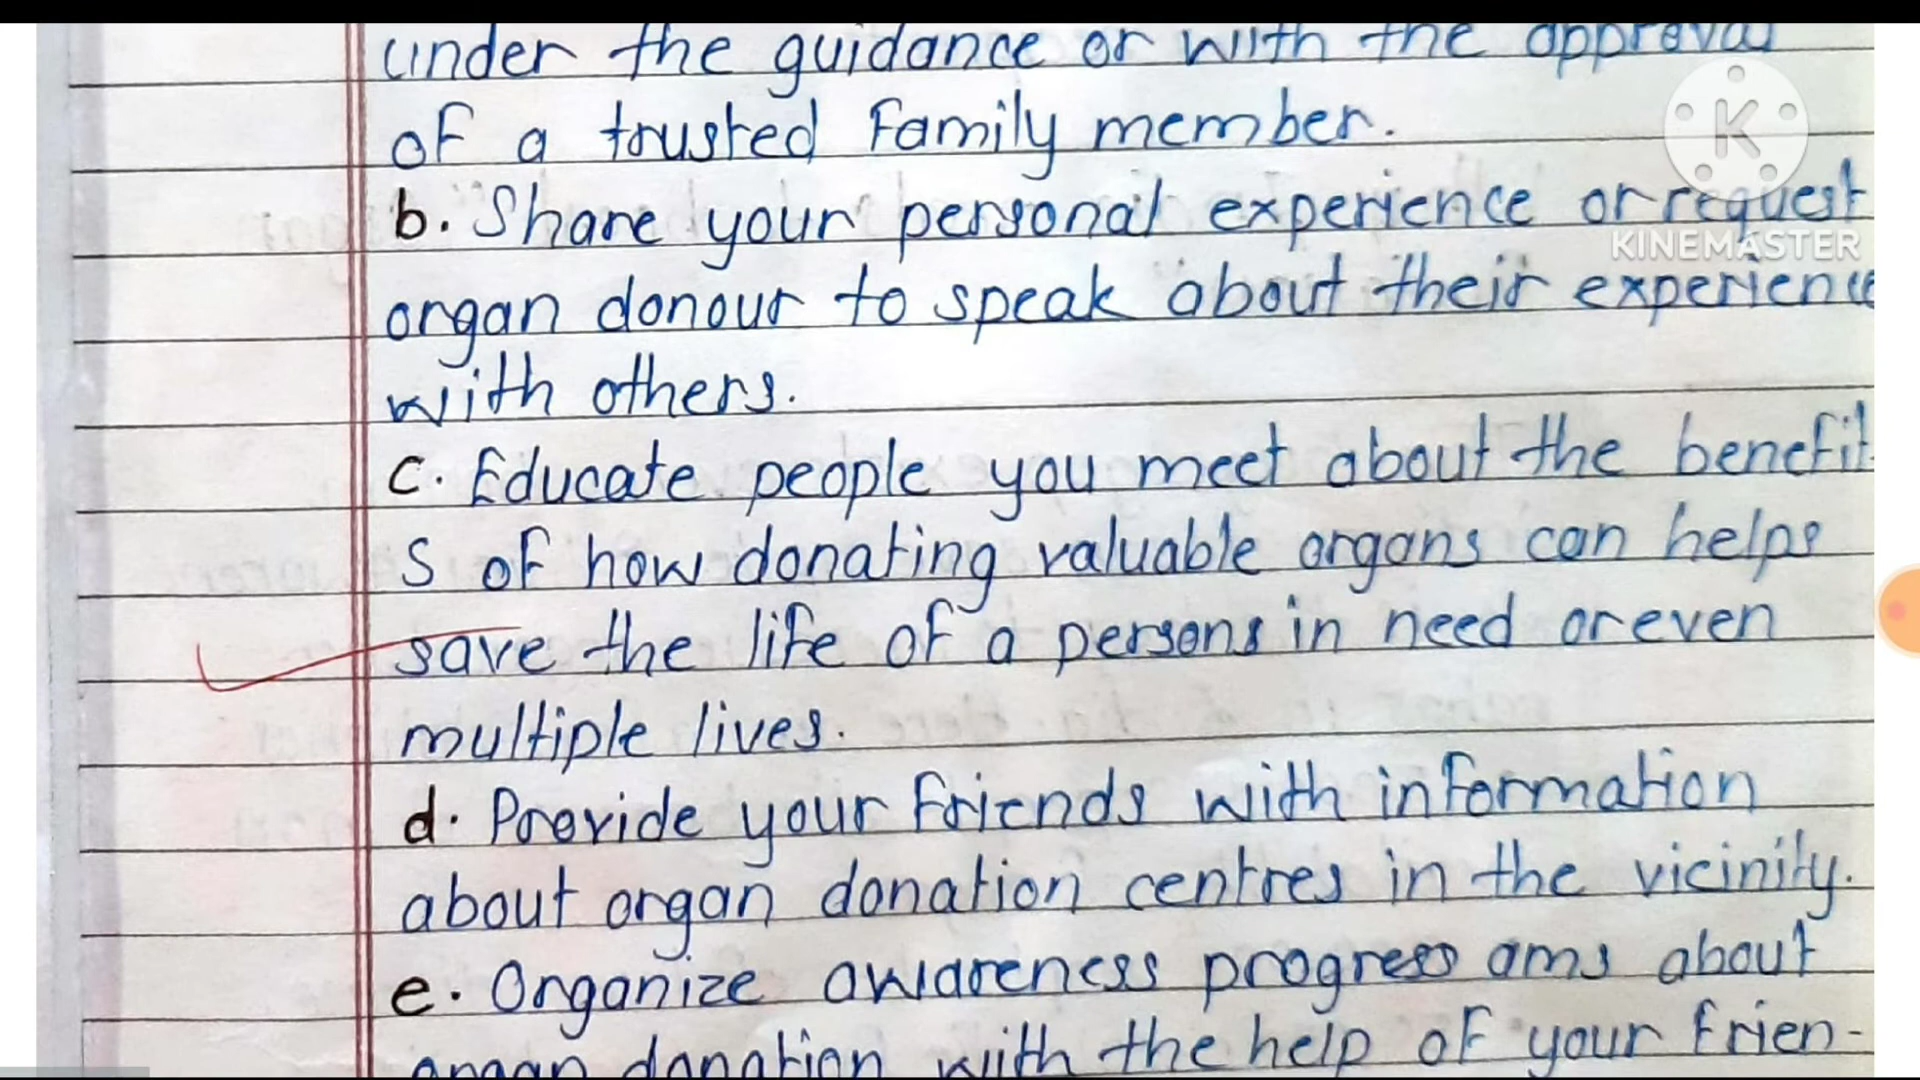 under the guidance or with the approval
of a trusted Family member.
b. Share your personal experience or request
organ donour to speak about their experience
with others.
c. Educate people you meet about the benefit
s of how donating valuable organs can helps
save the life of a persons in need or even
multiple lives.
d. Provide your Friends with information
about organ donation centres in the vicinity.
e. Organize awareness progress ams about
organ donation with the help of your Frien-
K
KINEMASTER